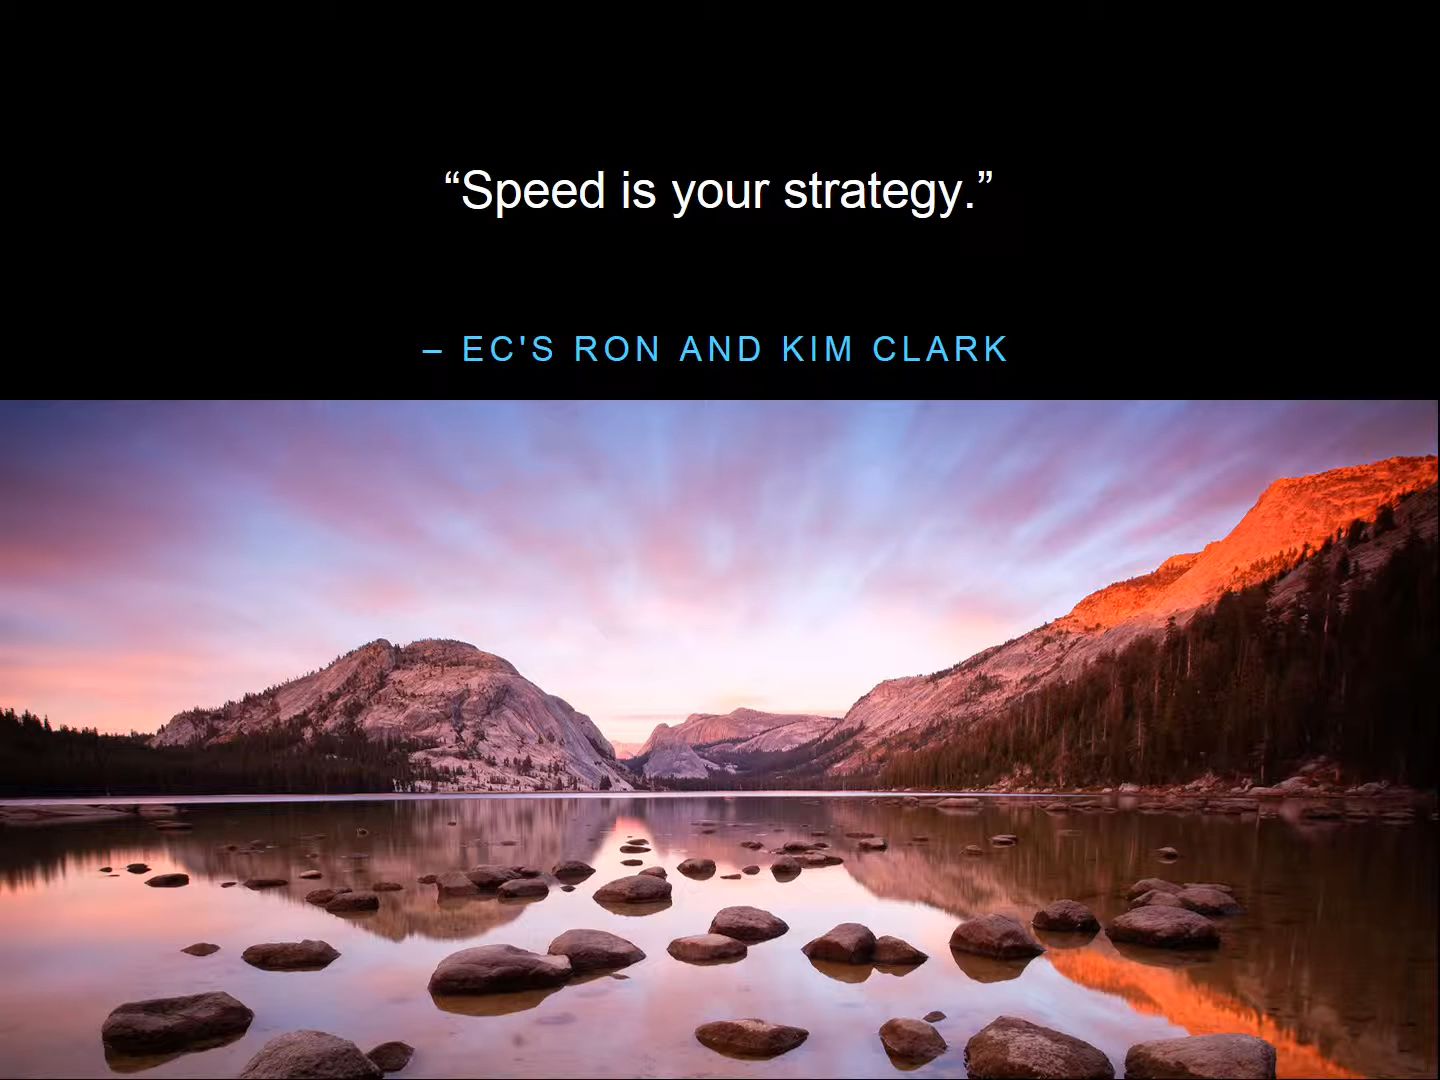 “Speed is your strategy.”
– EC'S RON AND KIM CLARK